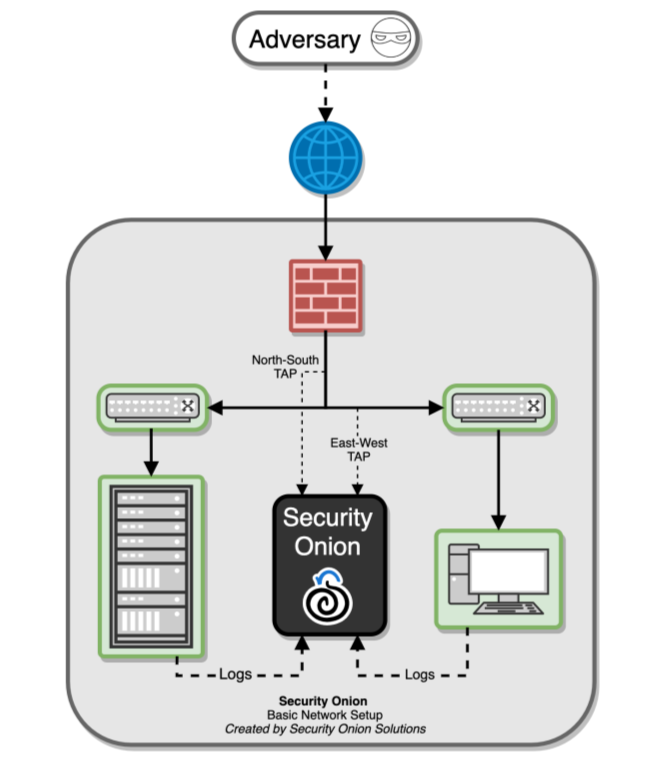 Adversary
North-South
TAP
East-West
TAP
Security
Onion
Logs
Logs
Security Onion
Basic Network Setup
Created by Security Onion Solutions